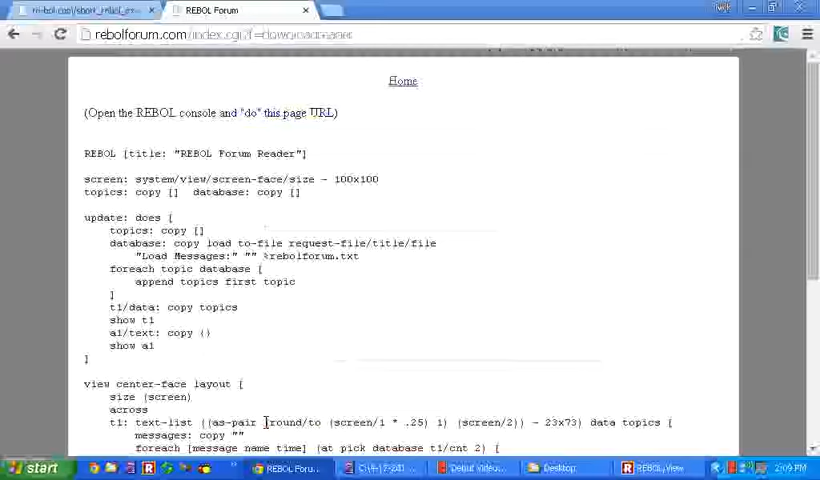 REBOL Forum
rebolforum.com/index.cgi?f=downloadreader
Home
(Open the REBOL console and "do" this page URL)
REBOL [title: "REBOL Forum Reader"]
screen: system/view/screen-face/size - 100x100
topics: copy [] database: copy []
update: does [
topics: copy []
database: copy load to-file request-file/title/file
"Load Messages:" "" %rebolforum.txt
foreach topic database [
append topics first topic
]
t1/data: copy topics
show t1
a1/text: copy {}
show a1
]
view center-face layout [
size (screen)
across
t1: text-list ((as-pair (round/to (screen/1 * .25) 1) (screen/2)) - 23x73) data topics [
messages: copy ""
foreach [message name time] (at pick database t1/cnt 2) [
start
REBOL Foru...
Debut Video...
Desktop
REBOL/View
2:09 PM